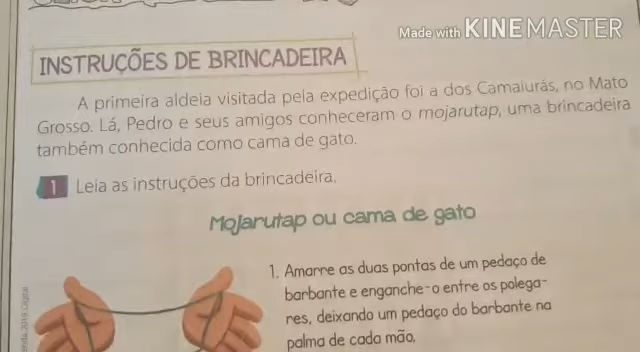 Made with KINEMASTER
INSTRUÇÕES DE BRINCADEIRA
A primeira aldeia visitada pela expedição foi a dos Camaiurás, no Mato
Grosso. Lá, Pedro e seus amigos conheceram o mojarutap, uma brincadeira
também conhecida como cama de gato.
1 Leia as instruções da brincadeira.
Mojarutap ou cama de gato
1. Amarre as duas pontas de um pedaço de
barbante e enganche-o entre os polega-
res, deixando um pedaço do barbante na
palma de cada mão.
2019. Digital